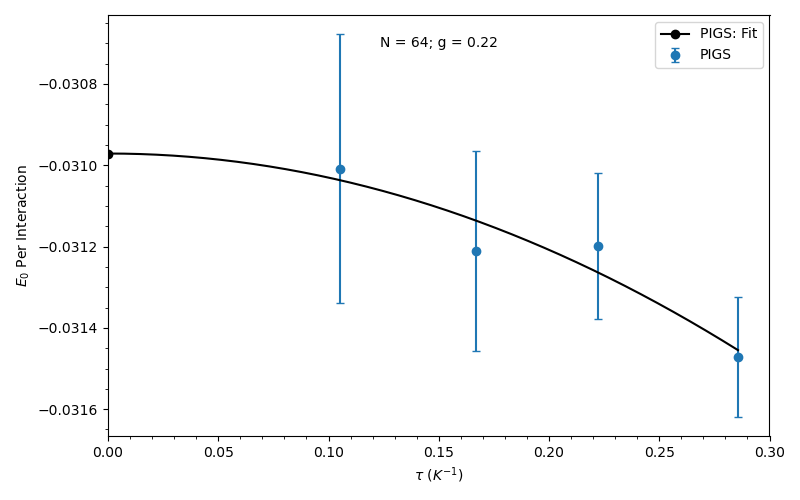 N = 64; g = 0.22
PIGS: Fit
PIGS
E₀ Per Interaction
−0.0308
−0.0310
−0.0312
−0.0314
−0.0316
0.00 0.05 0.10 0.15 0.20 0.25 0.30
τ (K⁻¹)